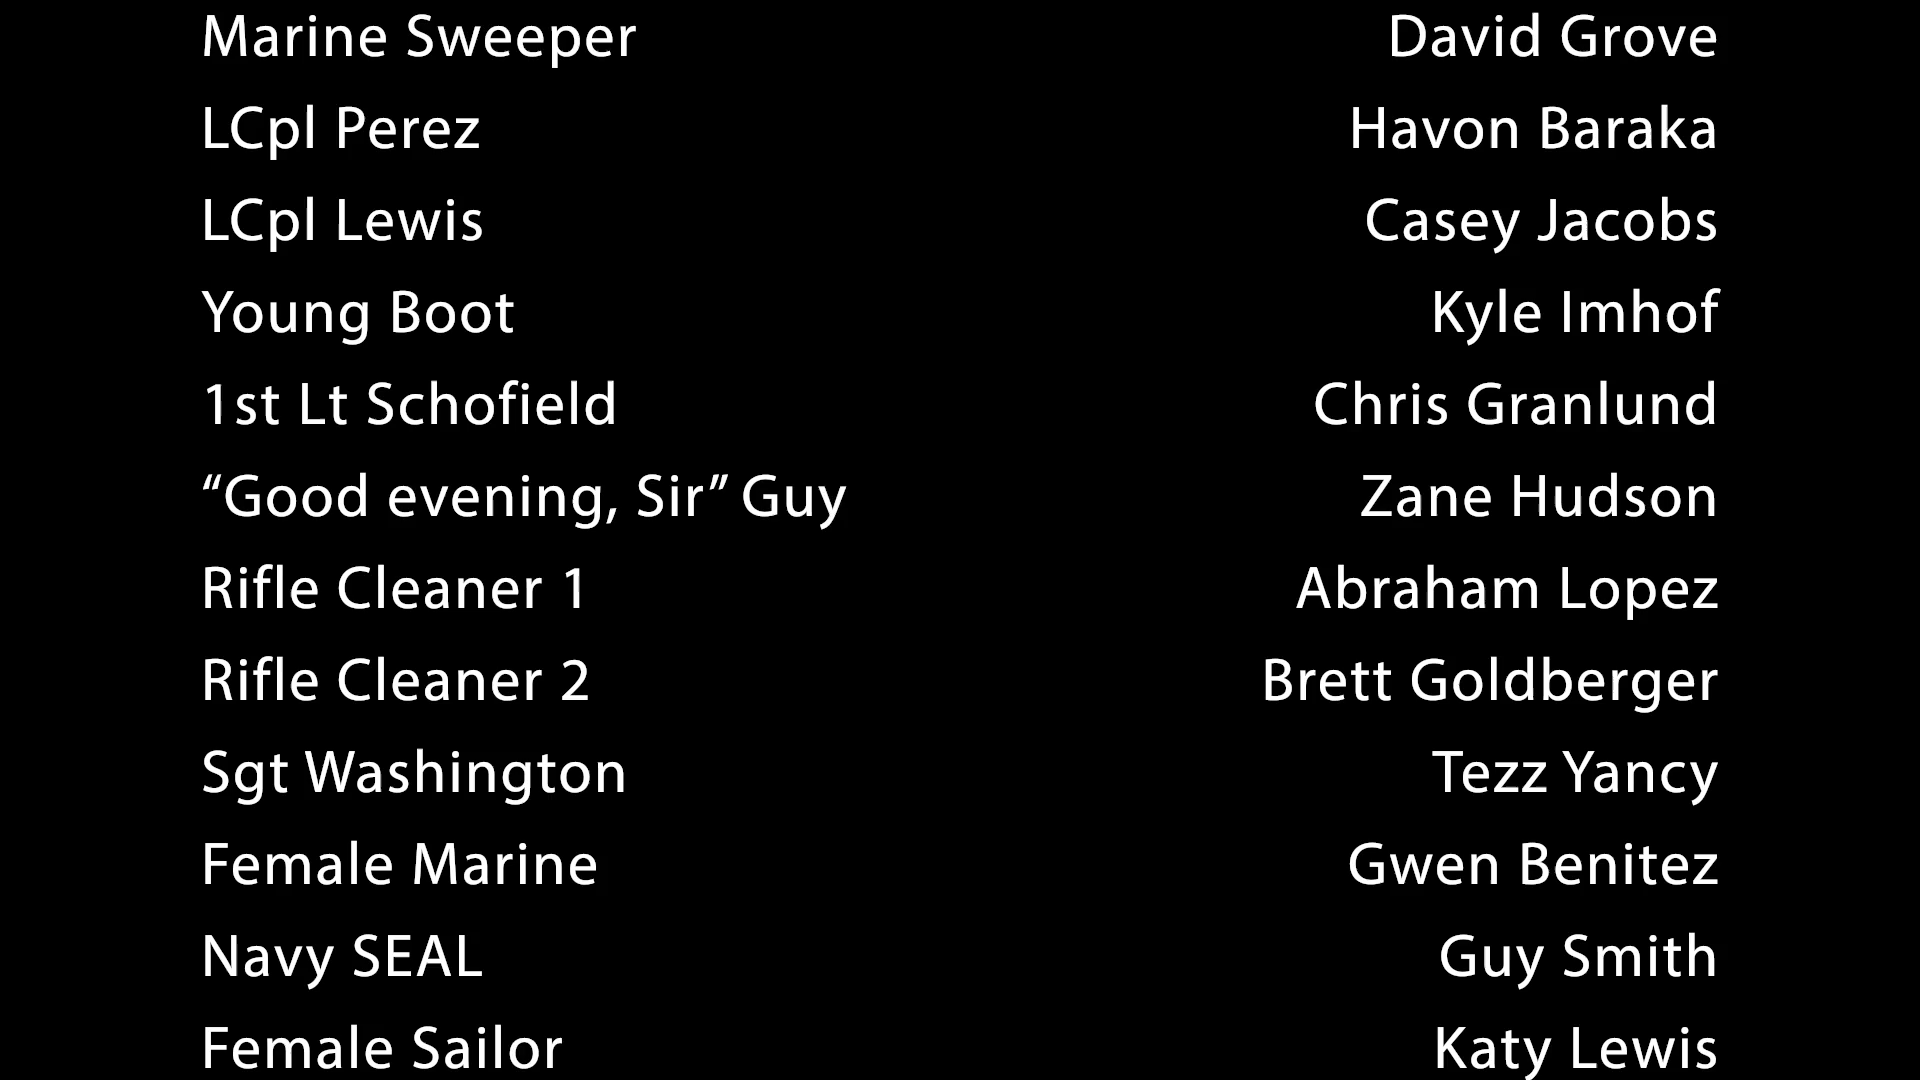 Marine Sweeper David Grove
LCpl Perez Havon Baraka
LCpl Lewis Casey Jacobs
Young Boot Kyle Imhof
1st Lt Schofield Chris Granlund
“Good evening, Sir” Guy Zane Hudson
Rifle Cleaner 1 Abraham Lopez
Rifle Cleaner 2 Brett Goldberger
Sgt Washington Tezz Yancy
Female Marine Gwen Benitez
Navy SEAL Guy Smith
Female Sailor Katy Lewis